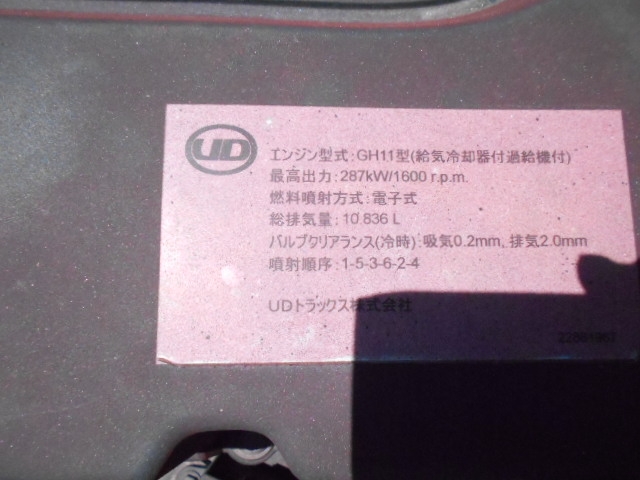 UD
エンジン型式:GH11型(給気冷却器付過給機付)
最高出力:287kW/1600 r.p.m.
燃料噴射方式:電子式
総排気量:10.836 L
バルブクリアランス(冷時):吸気0.2mm、排気2.0mm
噴射順序:1-5-3-6-2-4
UDトラックス株式会社